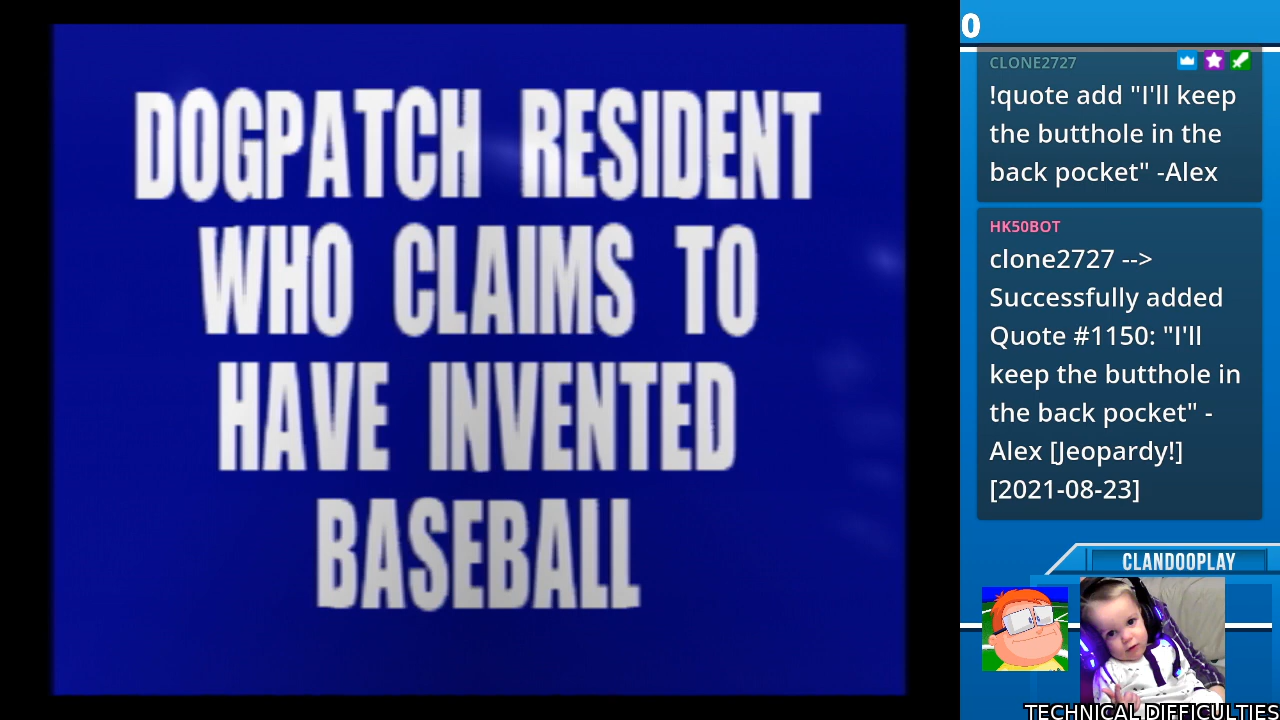 DOGPATCH RESIDENT
WHO CLAIMS TO
HAVE INVENTED
BASEBALL
0
CLONE2727
!quote add "I'll keep
the butthole in the
back pocket" -Alex
HK50BOT
clone2727 -->
Successfully added
Quote #1150: "I'll
keep the butthole in
the back pocket" -
Alex [Jeopardy!]
[2021-08-23]
CLANDOOPLAY
TECHNICAL DIFFICULTIES